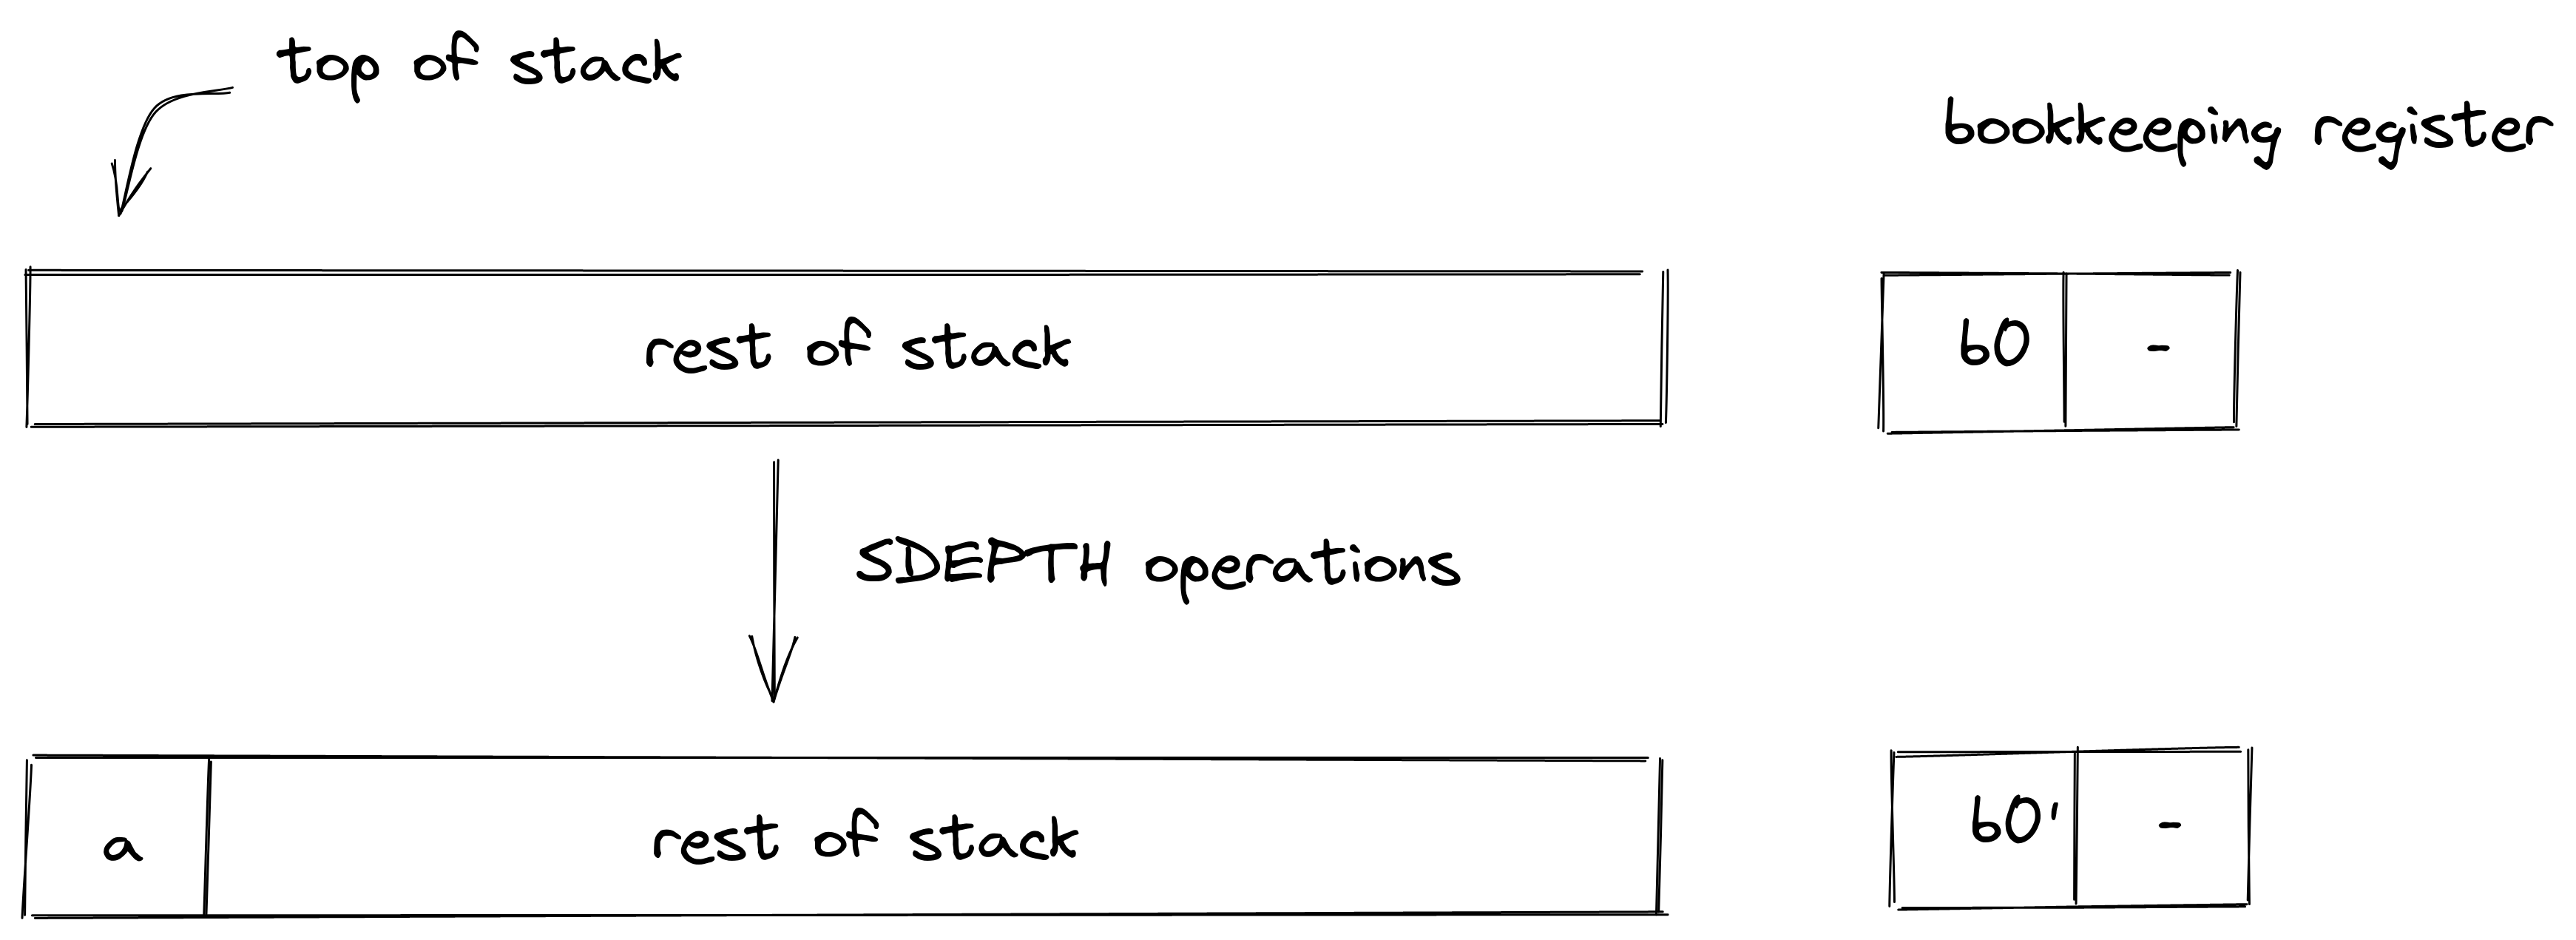 top of stack
bookkeeping register
rest of stack
b0
-
SDEPTH operations
a
rest of stack
b0'
-